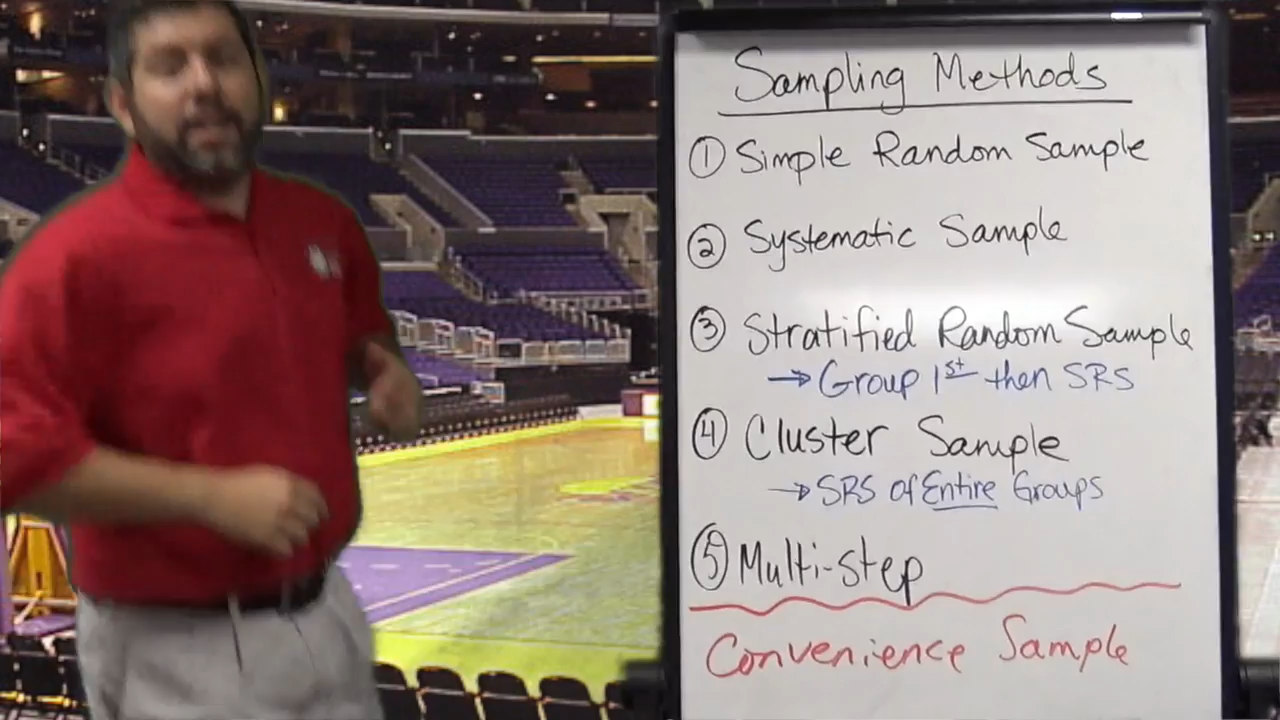 Sampling Methods
① Simple Random Sample
② Systematic Sample
③ Stratified Random Sample
→ Group 1st then SRS
④ Cluster Sample
→ SRS of Entire Groups
⑤ Multi-step
Convenience Sample